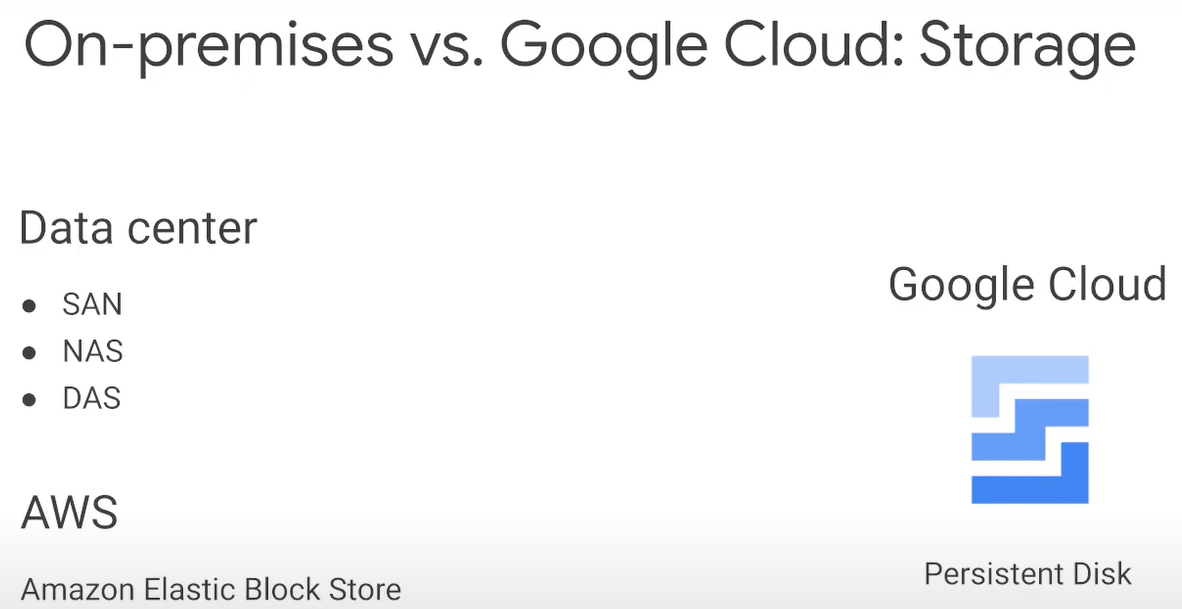 On-premises vs. Google Cloud: Storage
Data center
• SAN
• NAS
• DAS
AWS
Amazon Elastic Block Store
Google Cloud
Persistent Disk